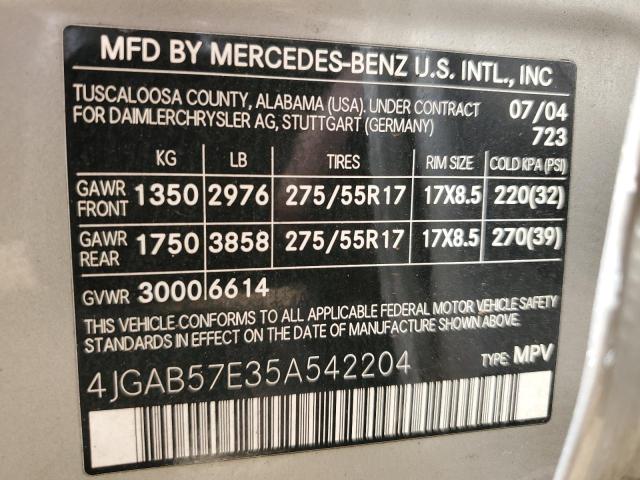 MFD BY MERCEDES-BENZ U.S. INTL., INC
TUSCALOOSA COUNTY, ALABAMA (USA). UNDER CONTRACT 07/04
FOR DAIMLERCHRYSLER AG, STUTTGART (GERMANY) 723
KG LB TIRES RIM SIZE COLD KPA (PSI)
GAWR FRONT 1350 2976 275/55R17 17X8.5 220(32)
GAWR REAR 1750 3858 275/55R17 17X8.5 270(39)
GVWR 3000 6614
THIS VEHICLE CONFORMS TO ALL APPLICABLE FEDERAL MOTOR VEHICLE SAFETY
STANDARDS IN EFFECT ON THE DATE OF MANUFACTURE SHOWN ABOVE.
4JGAB57E35A542204 TYPE: MPV